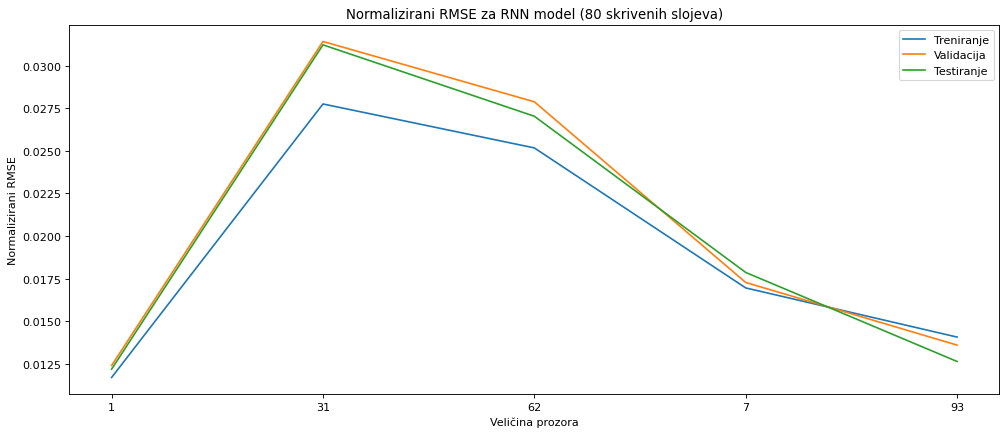 Normalizirani RMSE za RNN model (80 skrivenih slojeva)
Treniranje
Validacija
Testiranje
Normalizirani RMSE
0.0300
0.0275
0.0250
0.0225
0.0200
0.0175
0.0150
0.0125
1 31 62 7 93
Veličina prozora